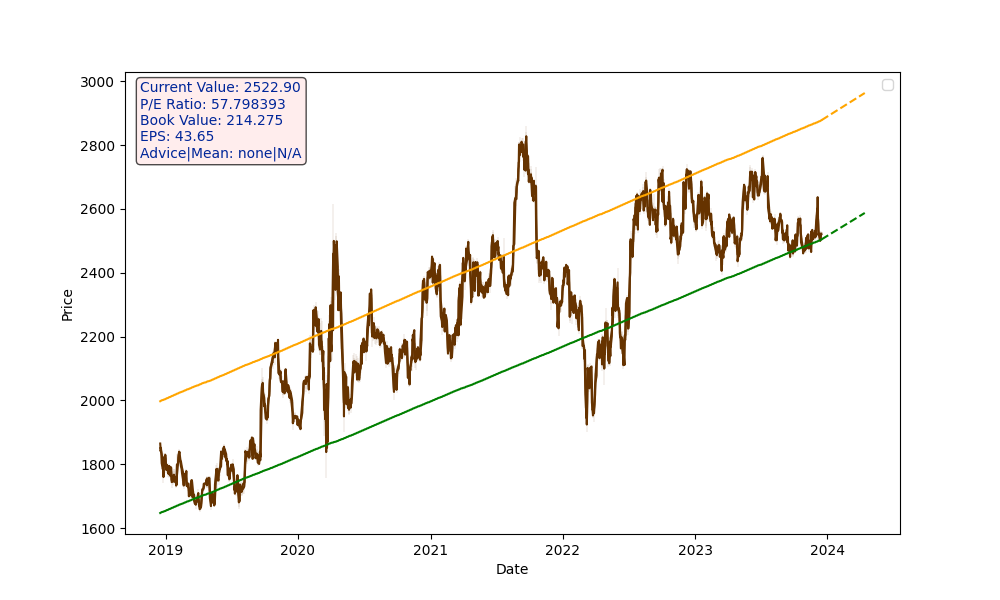 3000
2800
2600
2400
2200
2000
1800
1600
Price
Current Value: 2522.90
P/E Ratio: 57.798393
Book Value: 214.275
EPS: 43.65
Advice|Mean: none|N/A
2019 2020 2021 2022 2023 2024
Date